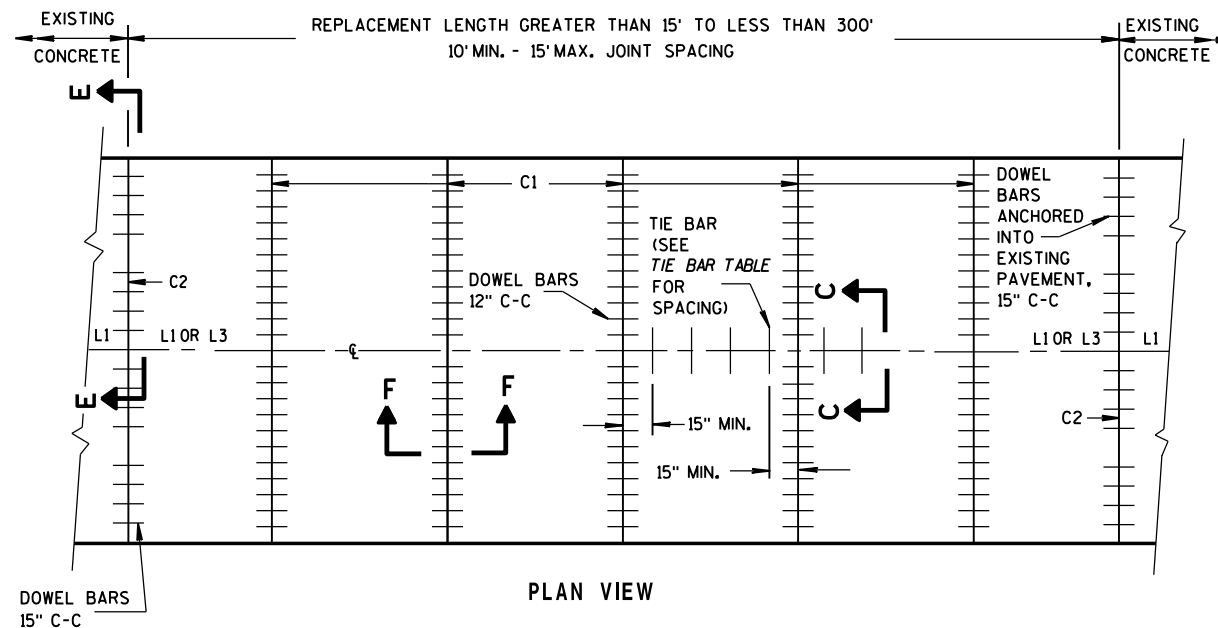 EXISTING
CONCRETE
REPLACEMENT LENGTH GREATER THAN 15' TO LESS THAN 300'
10' MIN. - 15' MAX. JOINT SPACING
EXISTING
CONCRETE
E
C1
DOWEL
BARS
ANCHORED
INTO
EXISTING
PAVEMENT,
15" C-C
TIE BAR
(SEE
TIE BAR TABLE
FOR
SPACING)
DOWEL BARS
12" C-C
C2
C
L1
L1 OR L3
℄
L1 OR L3
L1
E
F
F
C
C2
15" MIN.
15" MIN.
DOWEL BARS
15" C-C
PLAN VIEW